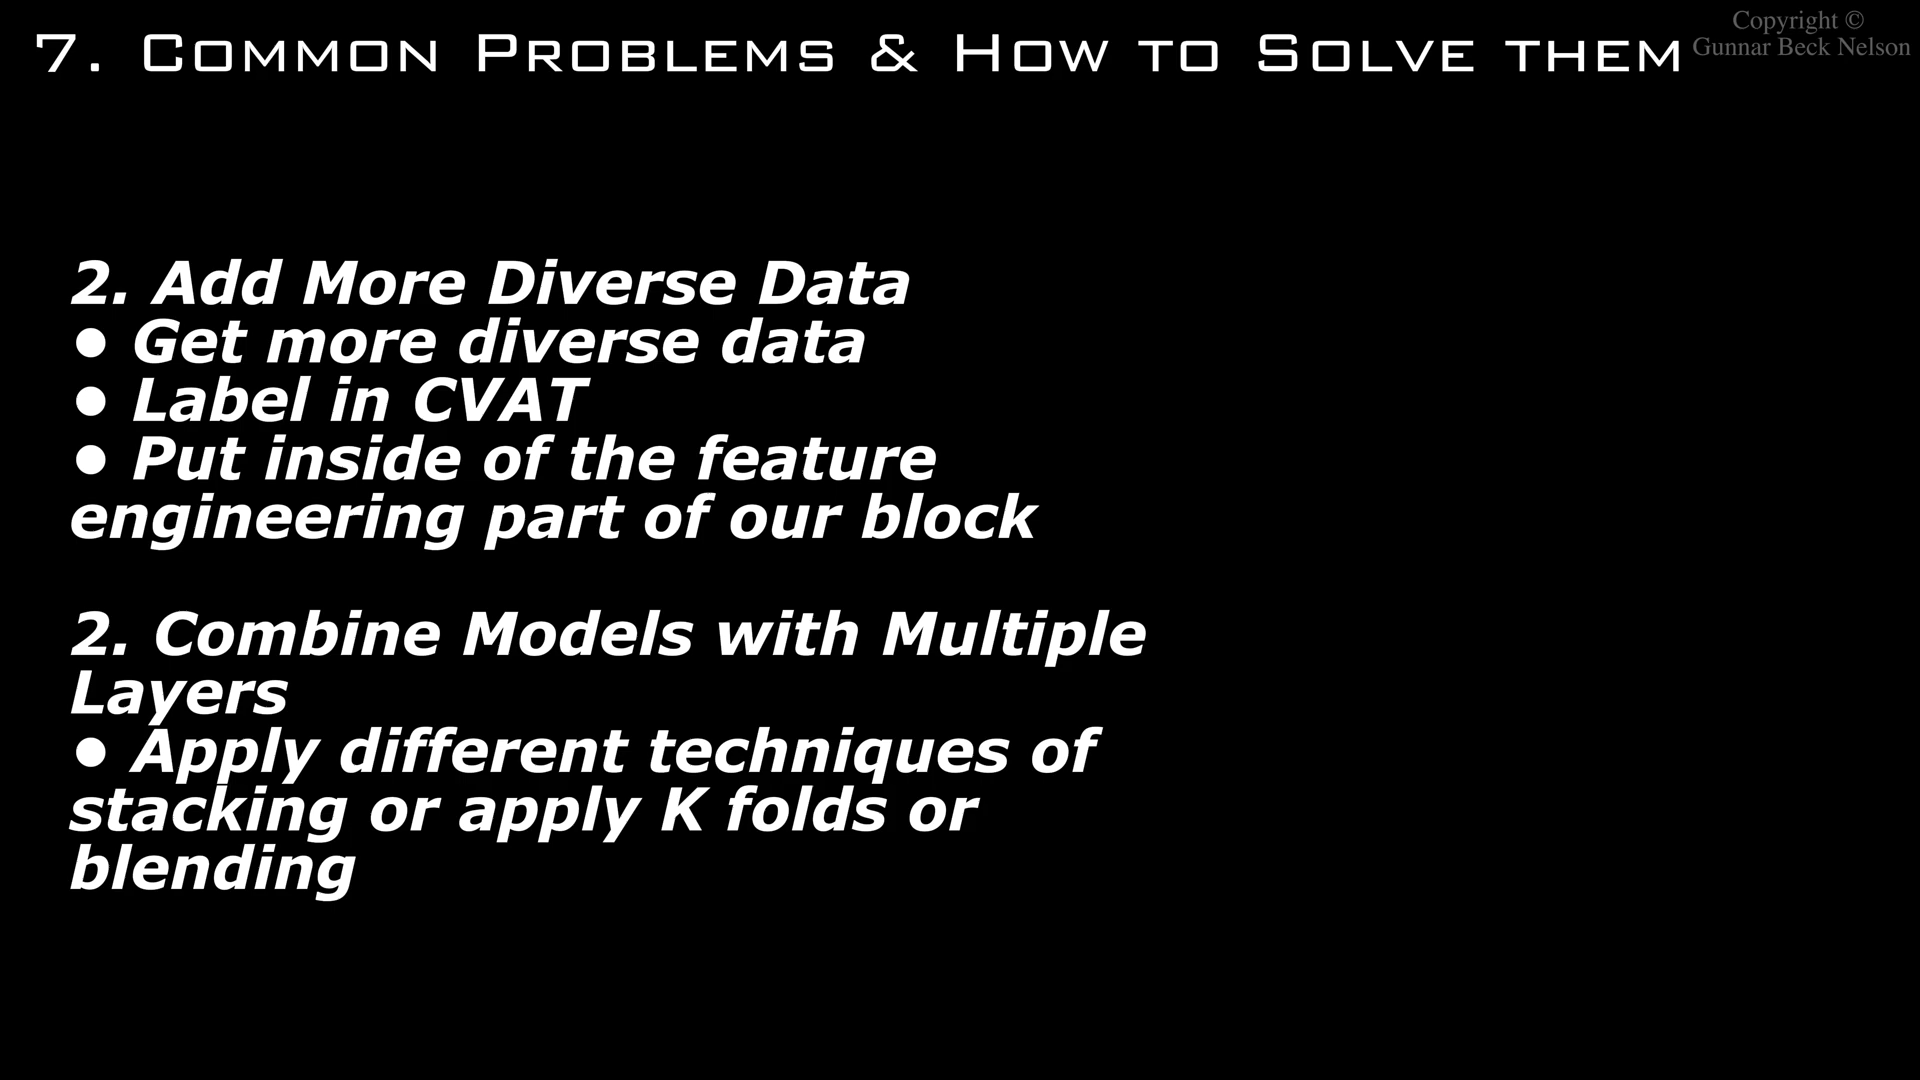 7. Common Problems & How to Solve them
Copyright ©
Gunnar Beck Nelson
2. Add More Diverse Data
● Get more diverse data
● Label in CVAT
● Put inside of the feature
engineering part of our block
2. Combine Models with Multiple
Layers
● Apply different techniques of
stacking or apply K folds or
blending